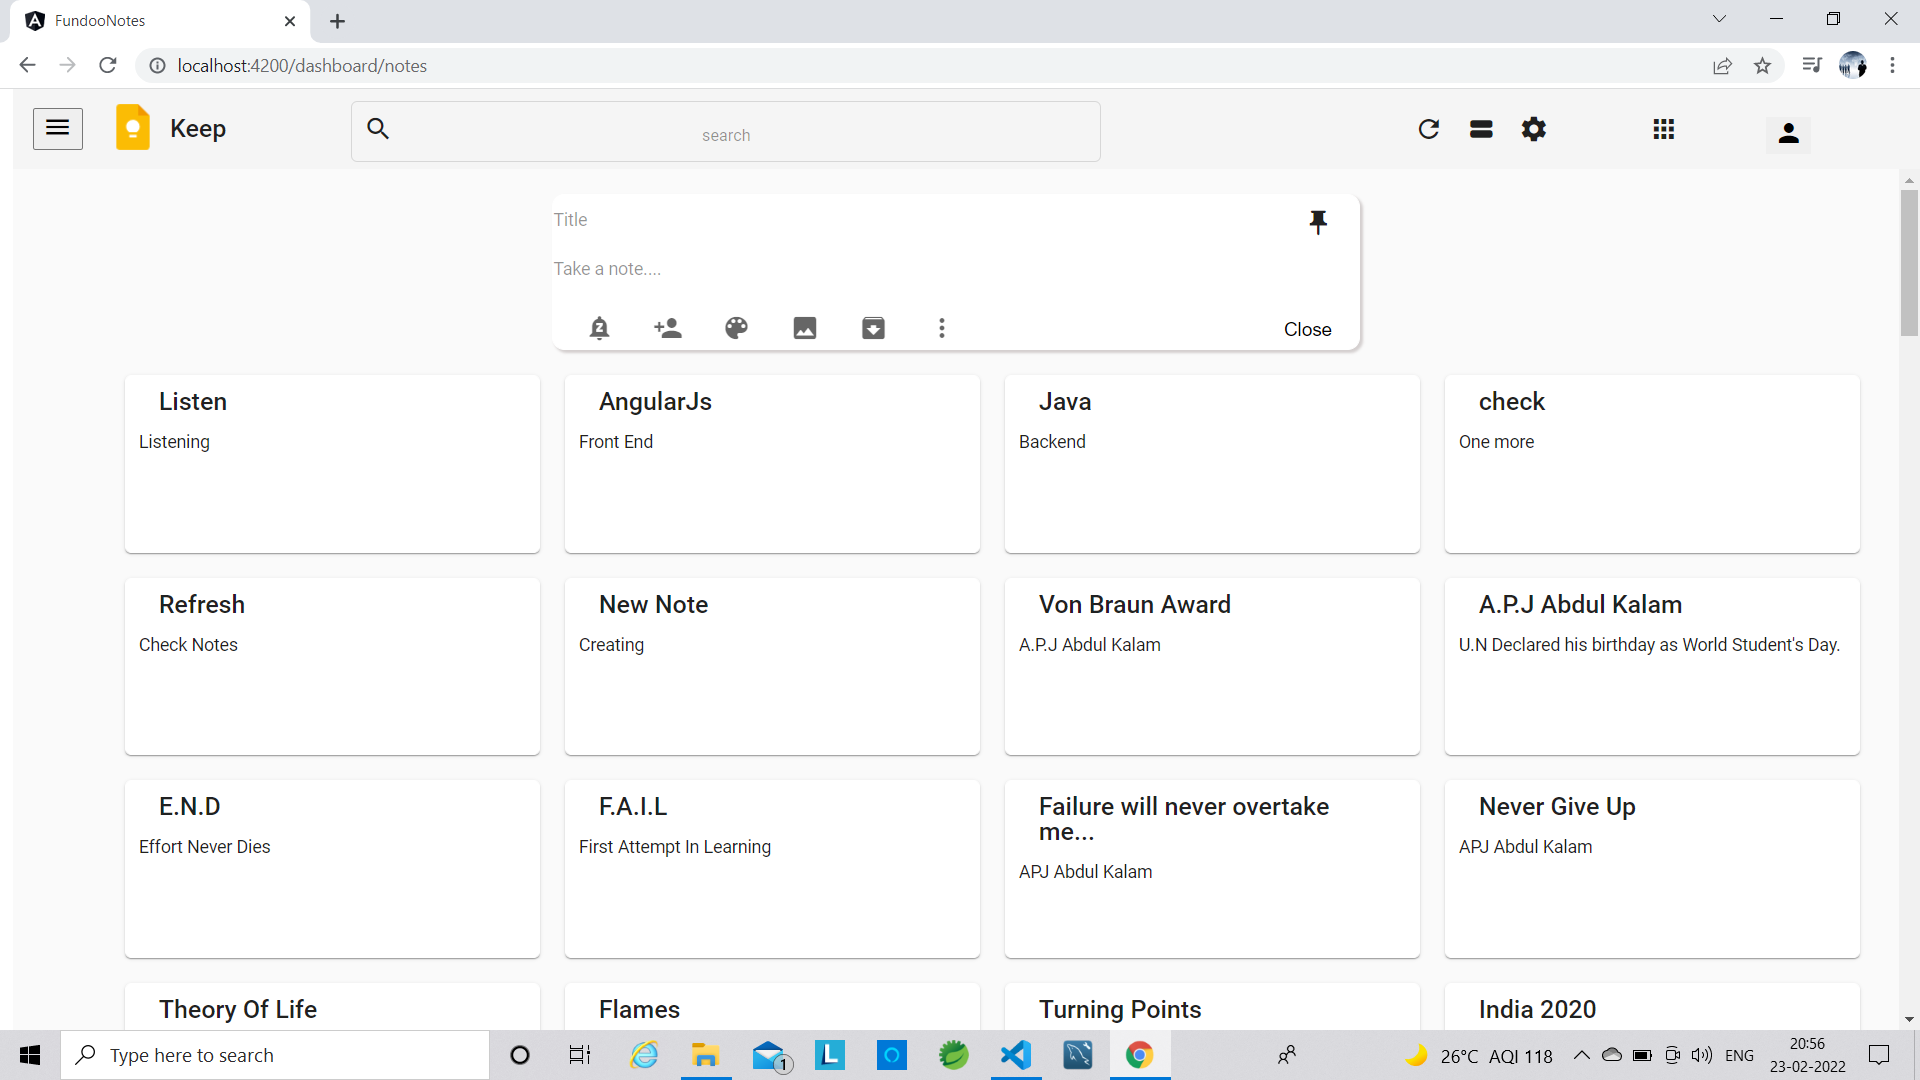 FundooNotes
localhost:4200/dashboard/notes
Keep
search
Title
Take a note....
Close
Listen
Listening
AngularJs
Front End
Java
Backend
check
One more
Refresh
Check Notes
New Note
Creating
Von Braun Award
A.P.J Abdul Kalam
A.P.J Abdul Kalam
U.N Declared his birthday as World Student's Day.
E.N.D
Effort Never Dies
F.A.I.L
First Attempt In Learning
Failure will never overtake
me...
APJ Abdul Kalam
Never Give Up
APJ Abdul Kalam
Theory Of Life
Flames
Turning Points
India 2020
Type here to search
1
L
26°C AQI 118
ENG
20:56
23-02-2022